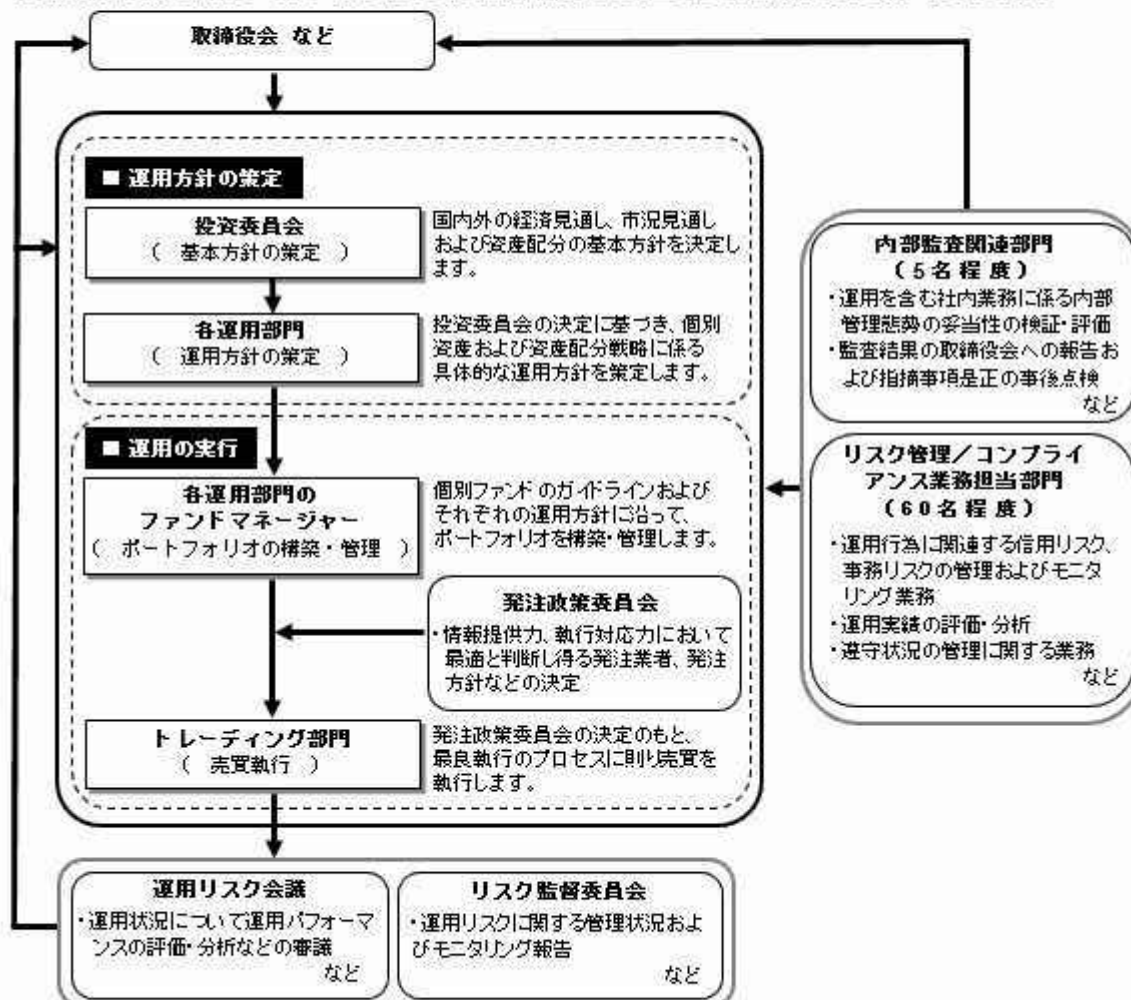 取締役会 など
■ 運用方針の策定
投資委員会
( 基本方針の策定 )
国内外の経済見通し、市況見通し
および資産配分の基本方針を決定し
ます。
各運用部門
( 運用方針の策定 )
投資委員会の決定に基づき、個別
資産および資産配分戦略に係る
具体的な運用方針を策定します。
■ 運用の実行
各運用部門の
ファンドマネージャー
( ポートフォリオの構築・管理 )
個別ファンドのガイドラインおよび
それぞれの運用方針に沿って、
ポートフォリオを構築・管理します。
発注政策委員会
・情報提供力、執行対応力において
最適と判断し得る発注業者、発注
方針などの決定
トレーディング部門
( 売買執行 )
発注政策委員会の決定のもと、
最良執行のプロセスに則り売買を
執行します。
内部監査関連部門
(5名程度)
・運用を含む社内業務に係る内部
管理態勢の妥当性の検証・評価
・監査結果の取締役会への報告お
よび指摘事項是正の事後点検
など
リスク管理/コンプライ
アンス業務担当部門
(60名程度)
・運用行為に関連する信用リスク、
事務リスクの管理およびモニタ
リング業務
・運用実績の評価・分析
・遵守状況の管理に関する業務
など
運用リスク会議
・運用状況について運用パフォーマ
ンスの評価・分析などの審議
など
リスク監督委員会
・運用リスクに関する管理状況およ
びモニタリング報告
など